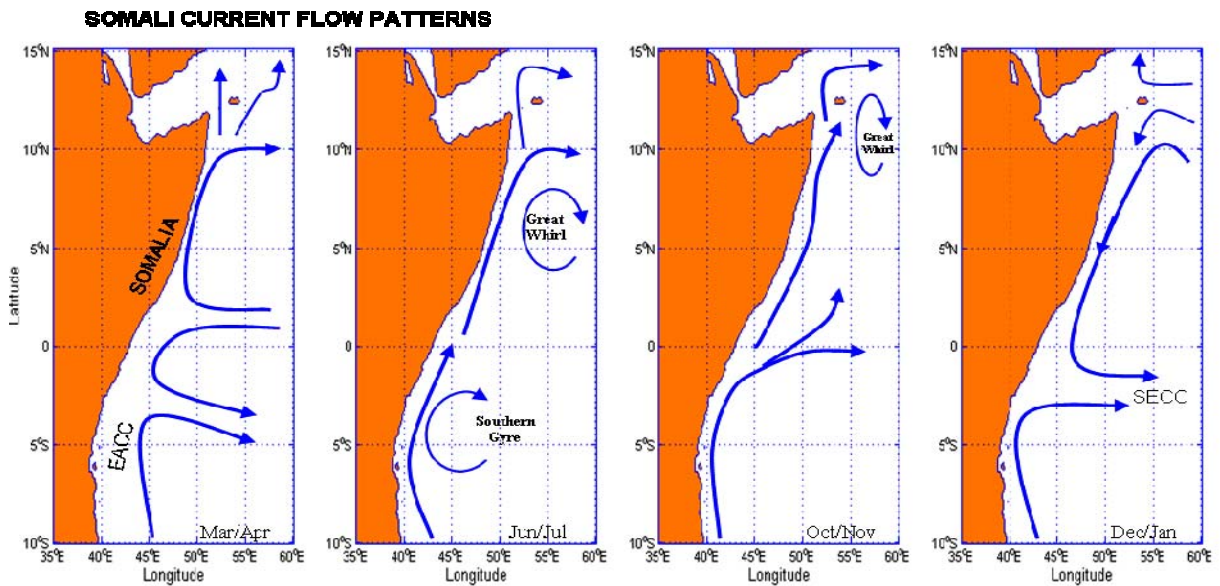 SOMALI CURRENT FLOW PATTERNS
Latitude
15°N
10°N
5°N
0
5°S
10°S
SOMALIA
EACC
Mar/Apr
35°E 40°E 45°E 50°E 55°E 60°E
Longitude
15°N
10°N
5°N
0
5°S
10°S
Great
Whirl
Southern
Gyre
Jun/Jul
35°E 40°E 45°E 50°E 55°E 60°E
Longitude
15°N
10°N
5°N
0
5°S
10°S
Great
Whirl
Oct/Nov
35°E 40°E 45°E 50°E 55°E 60°E
Longitude
15°N
10°N
5°N
0
5°S
10°S
SECC
Dec/Jan
35°E 40°E 45°E 50°E 55°E 60°E
Longitude